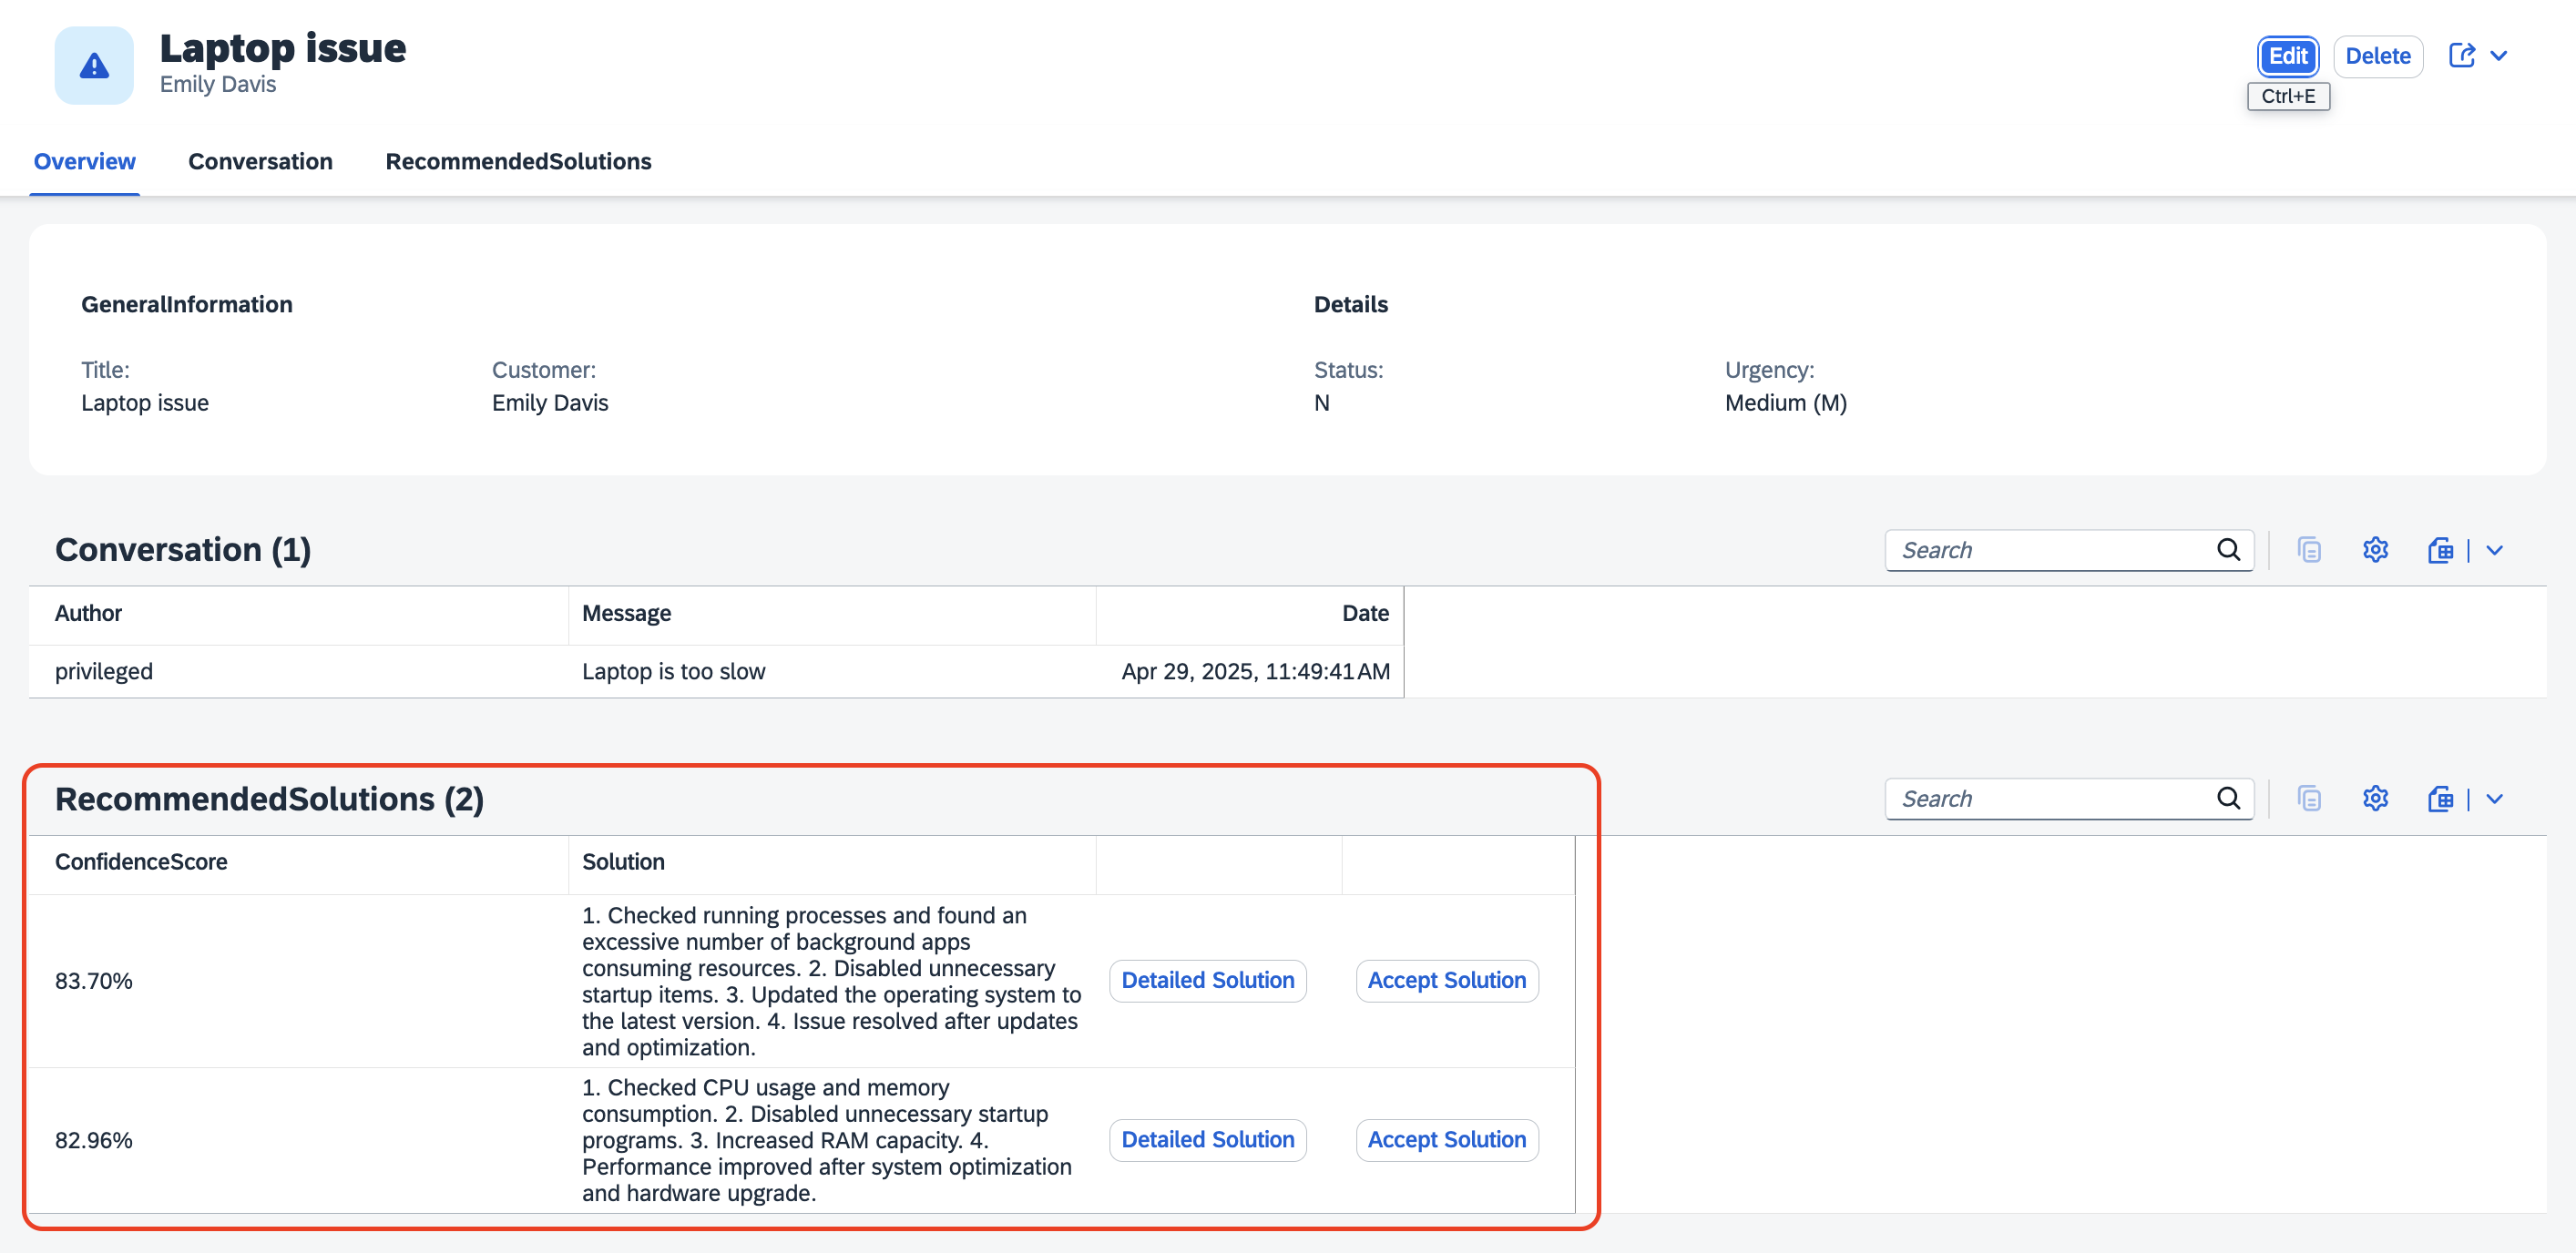 Laptop issue
Emily Davis
Edit
Delete
Ctrl+E
Overview
Conversation
RecommendedSolutions
GeneralInformation
Details
Title:
Customer:
Status:
Urgency:
Laptop issue
Emily Davis
N
Medium (M)
Conversation (1)
Search
Author
Message
Date
privileged
Laptop is too slow
Apr 29, 2025, 11:49:41 AM
RecommendedSolutions (2)
Search
ConfidenceScore
Solution
83.70%
1. Checked running processes and found an
excessive number of background apps
consuming resources. 2. Disabled unnecessary
startup items. 3. Updated the operating system to
the latest version. 4. Issue resolved after updates
and optimization.
Detailed Solution
Accept Solution
82.96%
1. Checked CPU usage and memory
consumption. 2. Disabled unnecessary startup
programs. 3. Increased RAM capacity. 4.
Performance improved after system optimization
and hardware upgrade.
Detailed Solution
Accept Solution